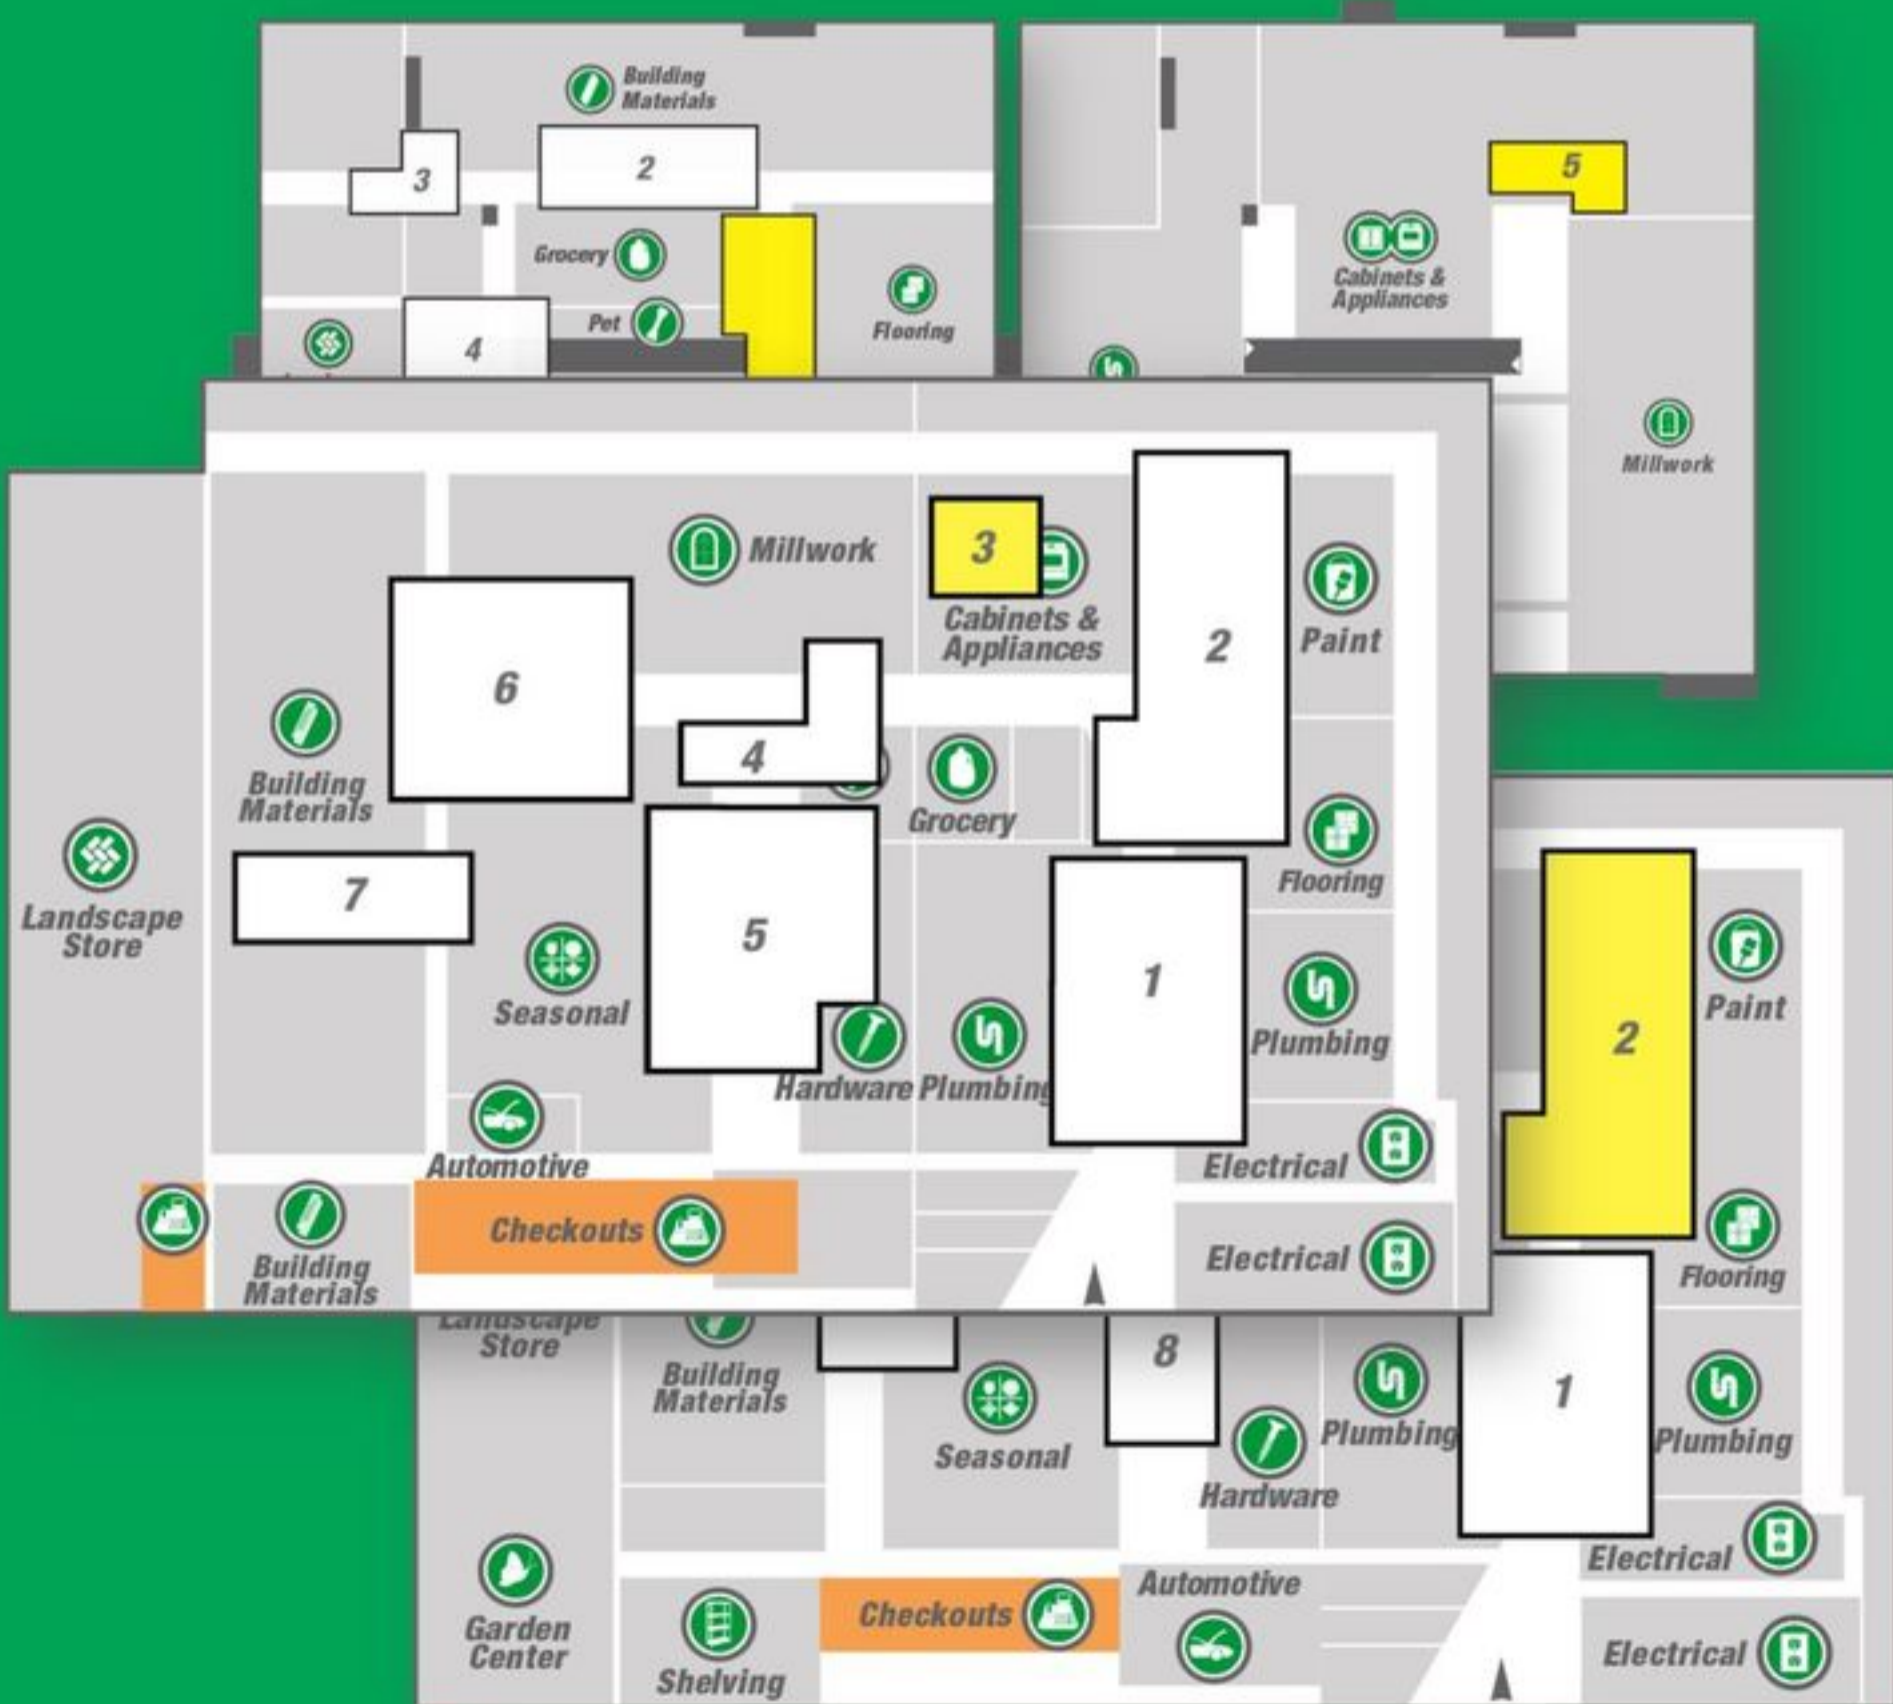 Building
Materials
3
2
Grocery
Pet
4
Flooring
5
Cabinets &
Appliances
Millwork
Millwork
3
Cabinets &
Appliances
2
Paint
6
4
Building
Materials
Grocery
Landscape
Store
7
5
Seasonal
Flooring
1
Plumbing
Hardware
Plumbing
Automotive
Electrical
Checkouts
Building
Materials
Electrical
2
Paint
Flooring
Landscape
Store
Building
Materials
Seasonal
8
Hardware
Plumbing
1
Plumbing
Electrical
Garden
Center
Shelving
Checkouts
Automotive
Electrical